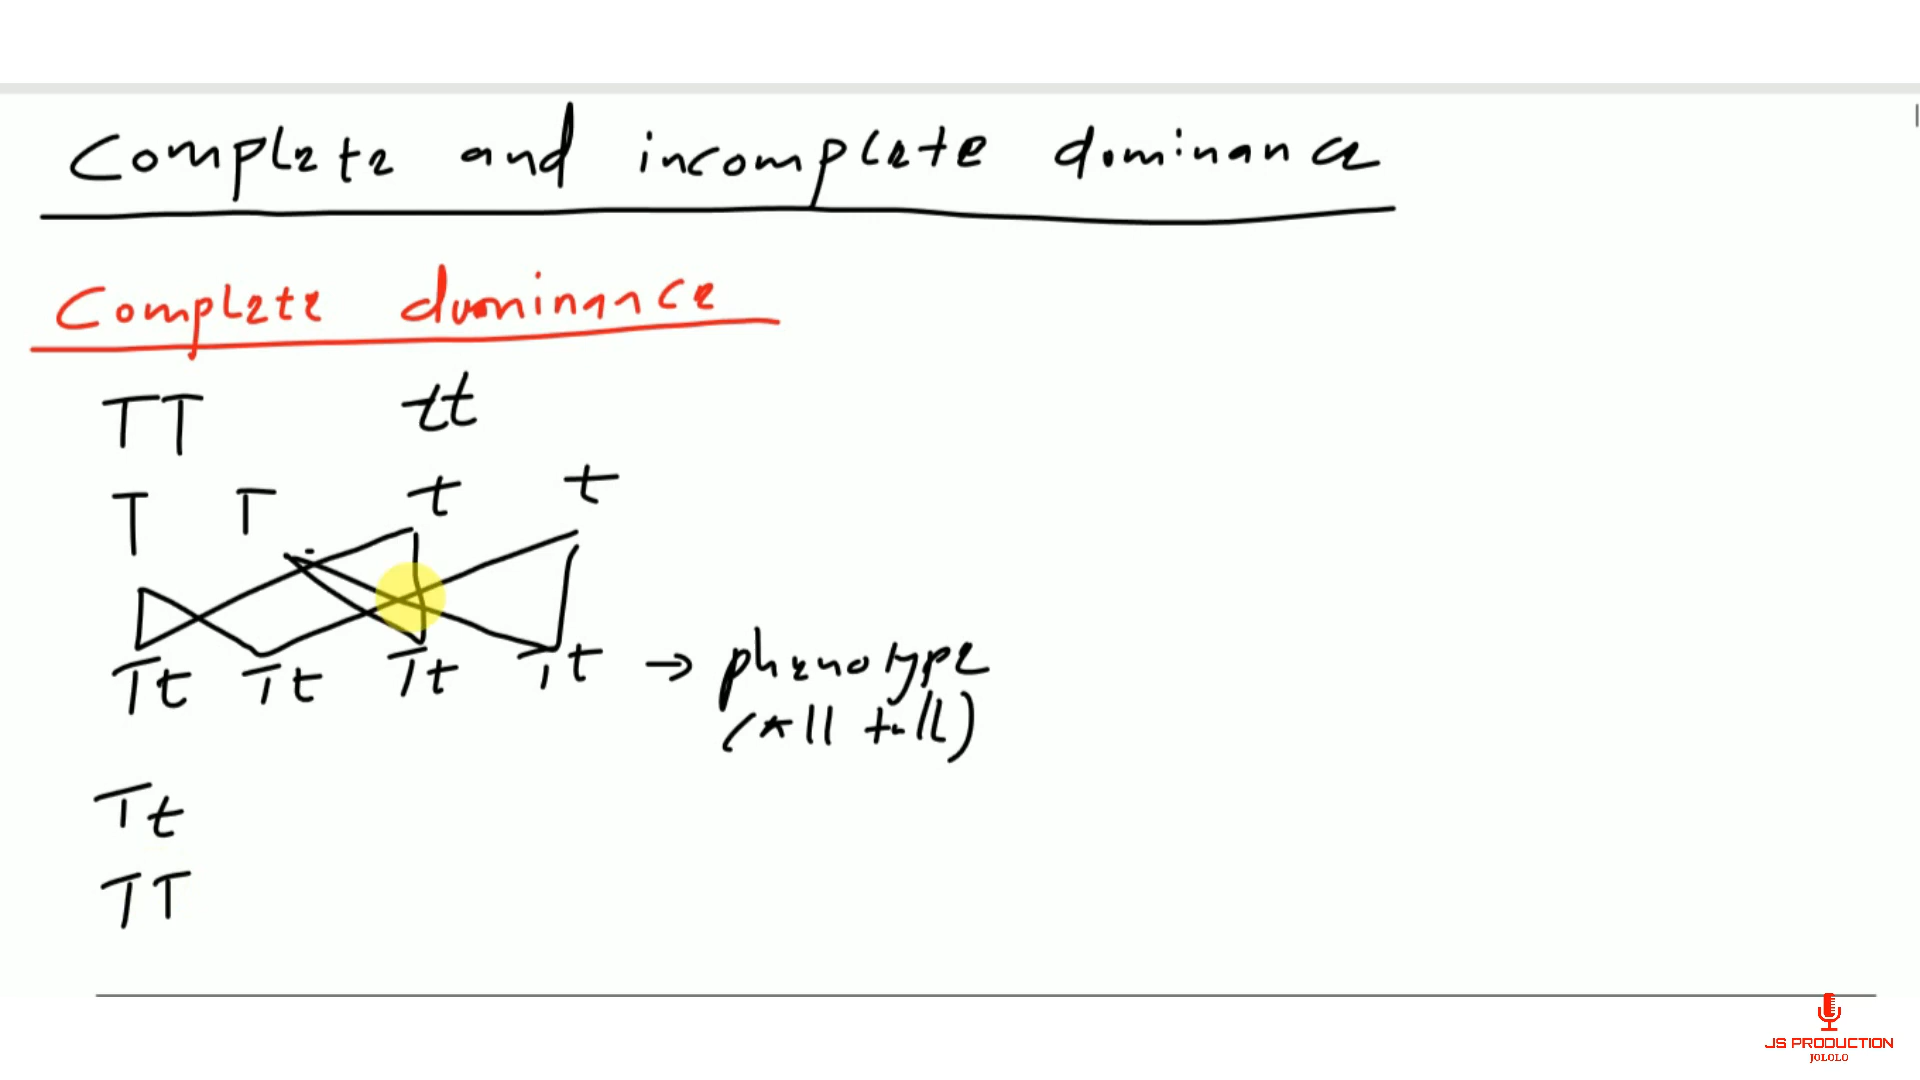 Complete and incomplete dominance
Complete dominance
TT tt
T T t t
Tt Tt Tt Tt → phenotype
(All tall)
Tt
TT
JS PRODUCTION
JOLOLO